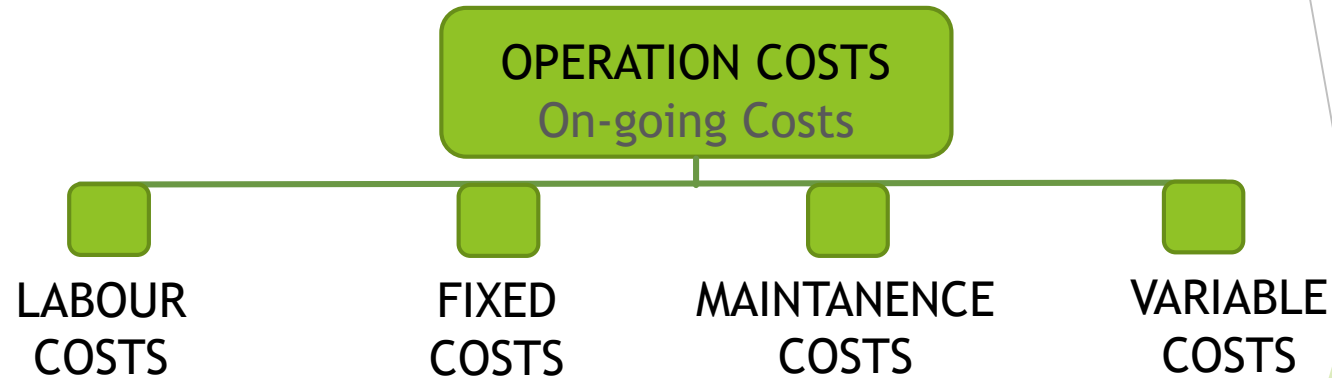 OPERATION COSTS
On-going Costs
LABOUR
COSTS
FIXED
COSTS
MAINTANENCE
COSTS
VARIABLE
COSTS